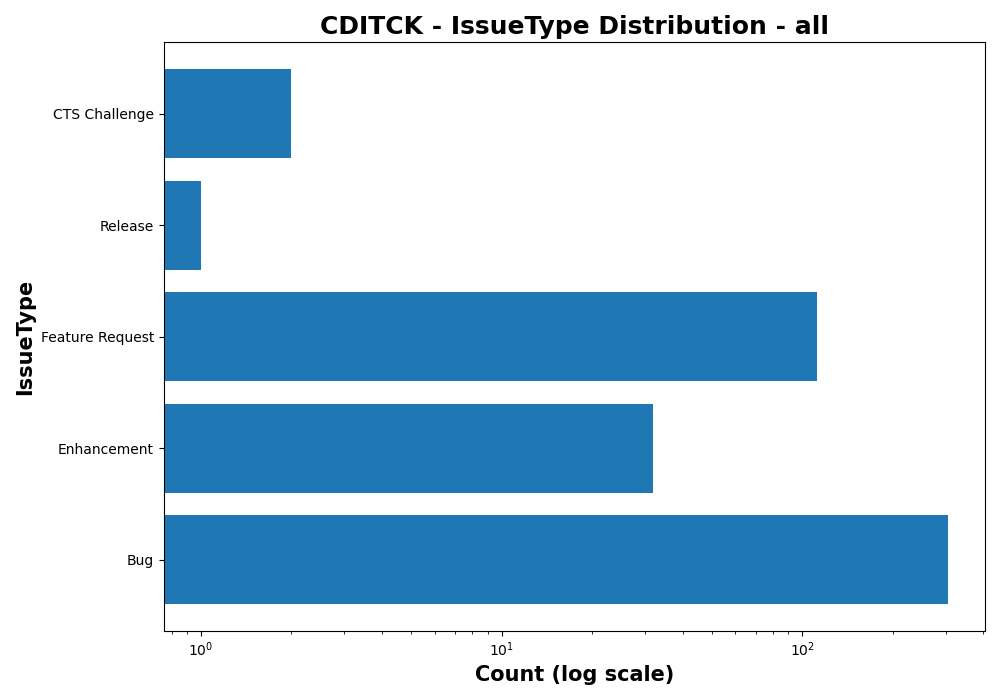 CDITCK - IssueType Distribution - all
IssueType
CTS Challenge
Release
Feature Request
Enhancement
Bug
10⁰ 10¹ 10²
Count (log scale)